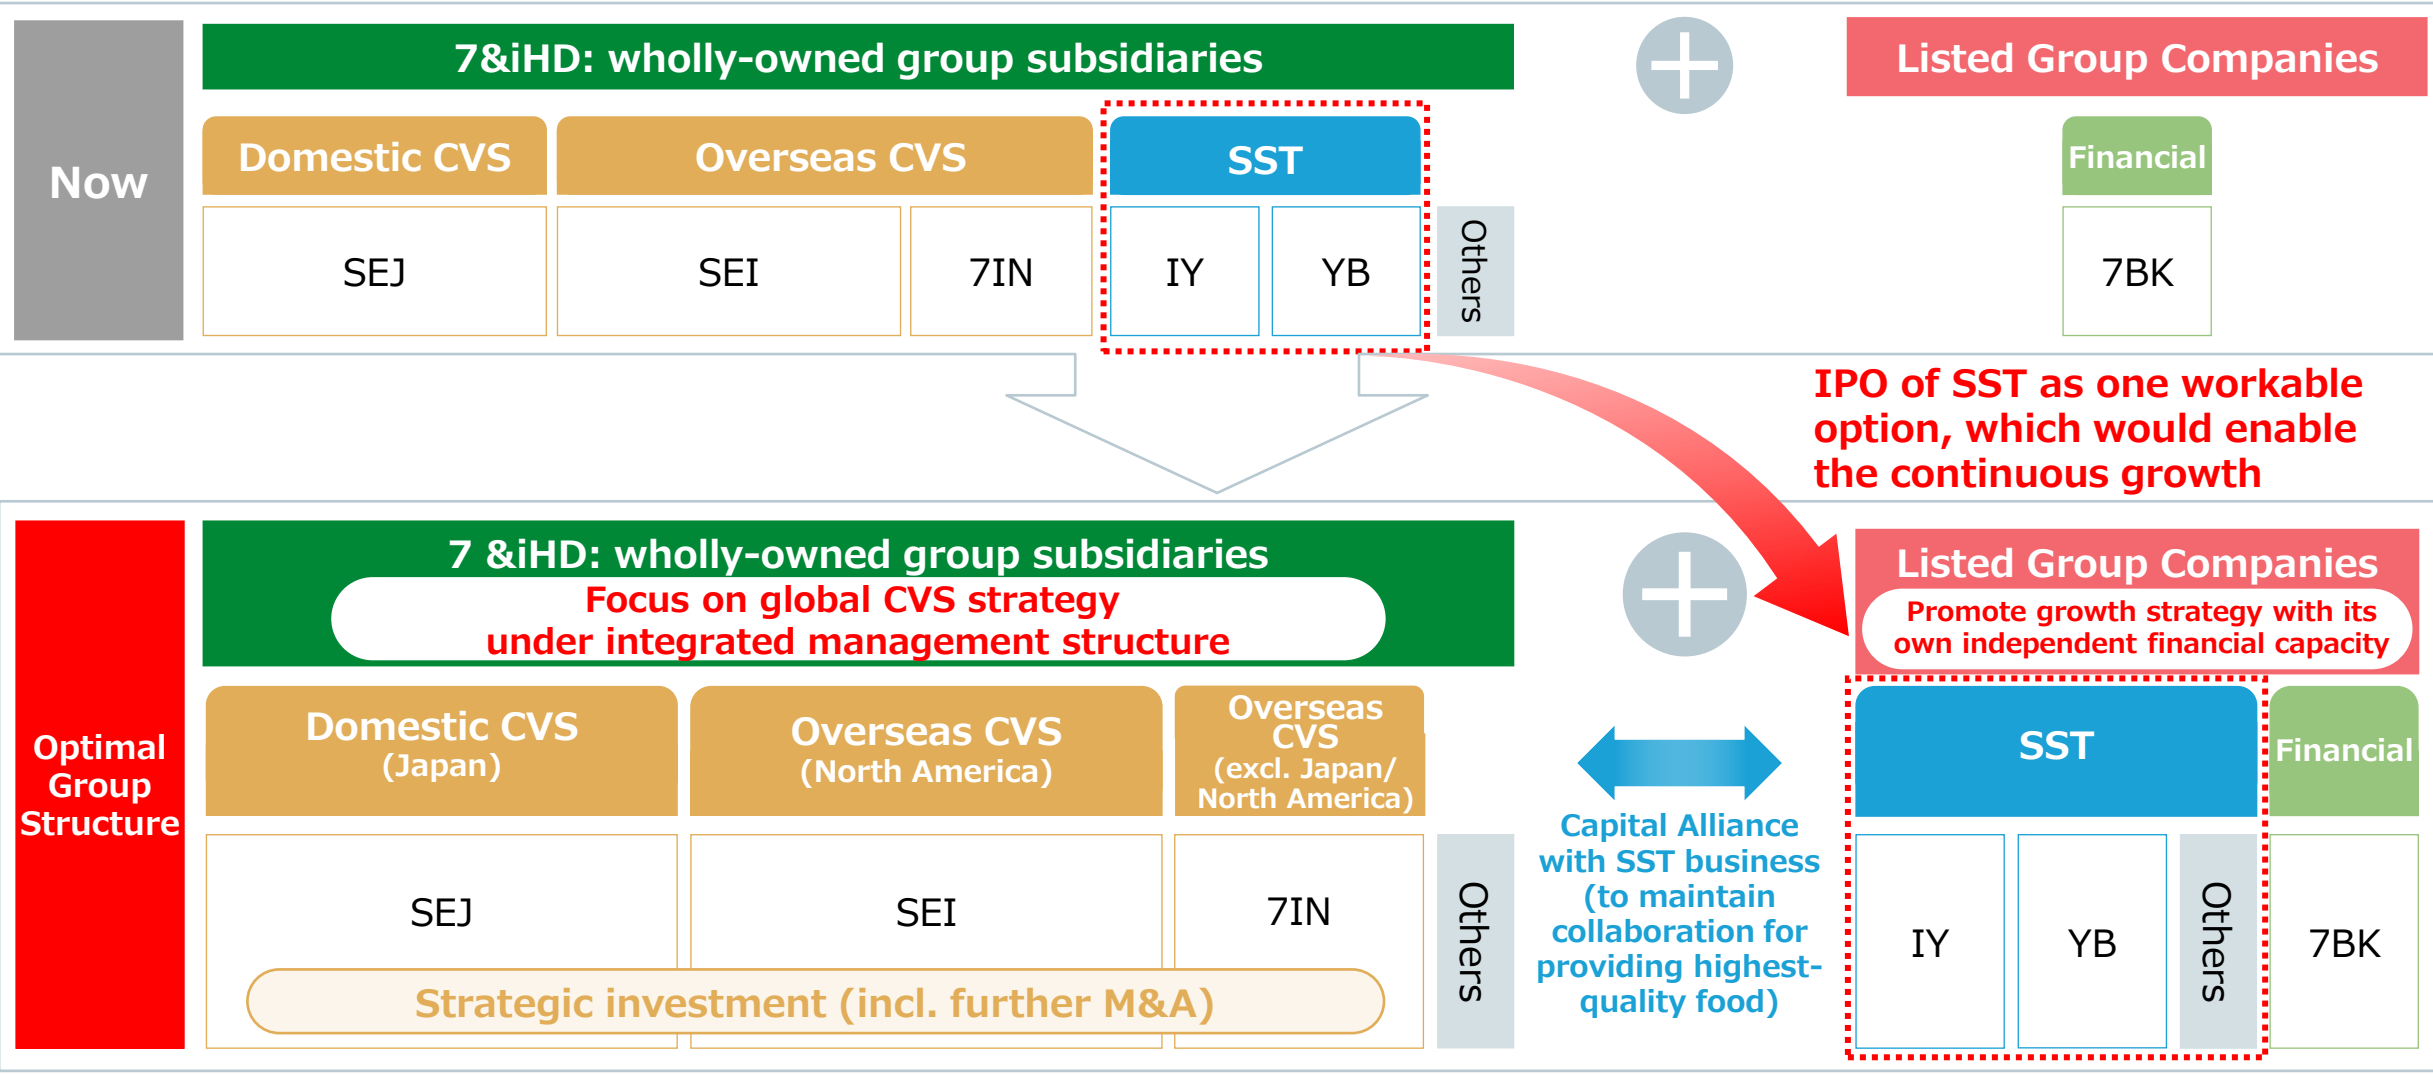 7&iHD: wholly-owned group subsidiaries
Listed Group Companies
Now
Domestic CVS
Overseas CVS
SST
Financial
SEJ
SEI
7IN
IY
YB
Others
7BK
IPO of SST as one workable
option, which would enable
the continuous growth
Optimal
Group
Structure
7 &iHD: wholly-owned group subsidiaries
Focus on global CVS strategy
under integrated management structure
Listed Group Companies
Promote growth strategy with its
own independent financial capacity
Domestic CVS
(Japan)
Overseas CVS
(North America)
Overseas
CVS
(excl. Japan/
North America)
SEJ
SEI
7IN
Others
Strategic investment (incl. further M&A)
Capital Alliance
with SST business
(to maintain
collaboration for
providing highest-
quality food)
SST
Financial
IY
YB
Others
7BK